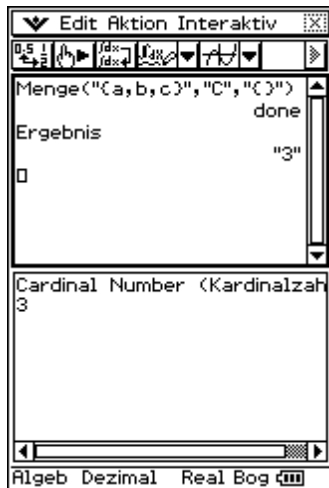 Edit Aktion Interaktiv
Menge("{a,b,c}","C","{}")
done
Ergebnis
"3"
Cardinal Number (Kardinalzah
3
Algeb Dezimal Real Bog